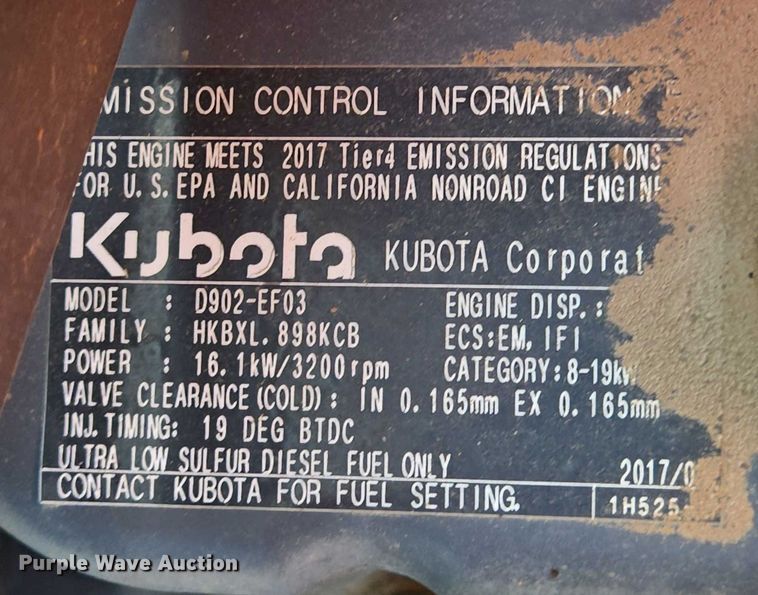 MISSION CONTROL INFORMATION
HIS ENGINE MEETS 2017 Tier4 EMISSION REGULATIONS
FOR U.S. EPA AND CALIFORNIA NONROAD CI ENGIN
Kubota KUBOTA Corporat
MODEL : D902-EF03 ENGINE DISP. :
FAMILY : HKBXL.898KCB ECS:EM, IFI
POWER : 16.1kW/3200rpm CATEGORY:8-19kW
VALVE CLEARANCE(COLD): IN 0.165mm EX 0.165mm
INJ.TIMING: 19 DEG BTDC
ULTRA LOW SULFUR DIESEL FUEL ONLY 2017/0
CONTACT KUBOTA FOR FUEL SETTING. 1H525
Purple Wave Auction